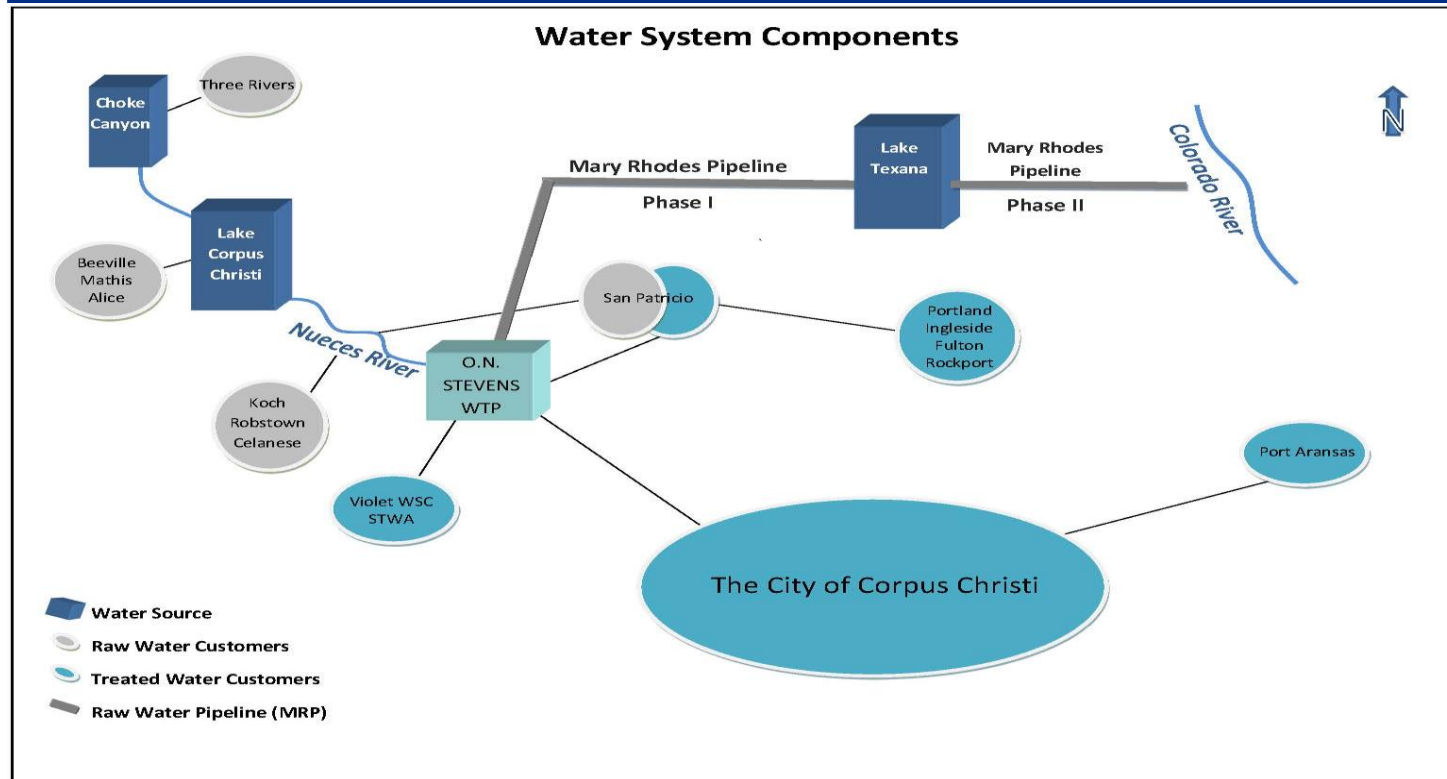 Water System Components
Three Rivers
Choke
Canyon
N
Lake
Texana
Mary Rhodes Pipeline
Phase I
Mary Rhodes
Pipeline
Phase II
Colorado River
Lake
Corpus
Christi
Beeville
Mathis
Alice
Nueces River
San Patricio
Portland
Ingleside
Fulton
Rockport
O.N.
STEVENS
WTP
Koch
Robstown
Celanese
Port Aransas
Violet WSC
STWA
The City of Corpus Christi
Water Source
Raw Water Customers
Treated Water Customers
Raw Water Pipeline (MRP)